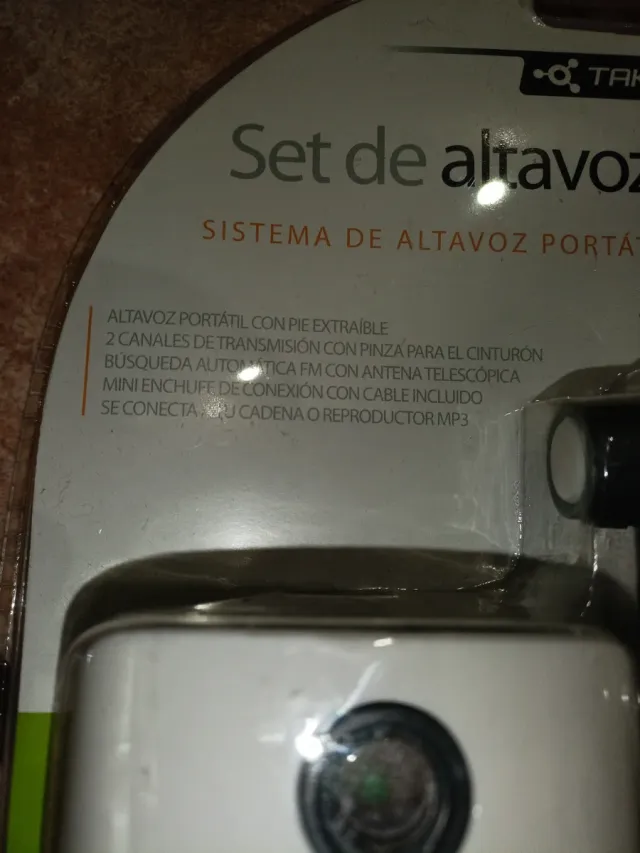 TAK
Set de altavoz
SISTEMA DE ALTAVOZ PORTÁT
ALTAVOZ PORTÁTIL CON PIE EXTRAÍBLE
2 CANALES DE TRANSMISIÓN CON PINZA PARA EL CINTURÓN
BÚSQUEDA AUTOMÁTICA FM CON ANTENA TELESCÓPICA
MINI ENCHUFE DE CONEXIÓN CON CABLE INCLUIDO
SE CONECTA A SU CADENA O REPRODUCTOR MP3